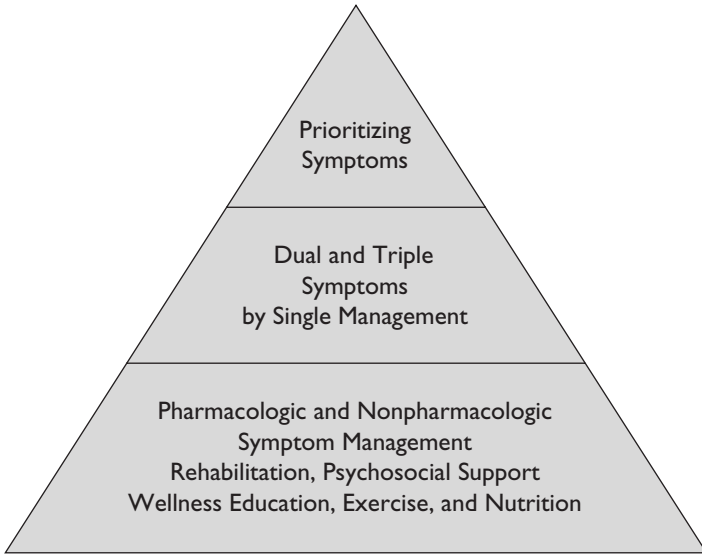 Prioritizing
Symptoms
Dual and Triple
Symptoms
by Single Management
Pharmacologic and Nonpharmacologic
Symptom Management
Rehabilitation, Psychosocial Support
Wellness Education, Exercise, and Nutrition